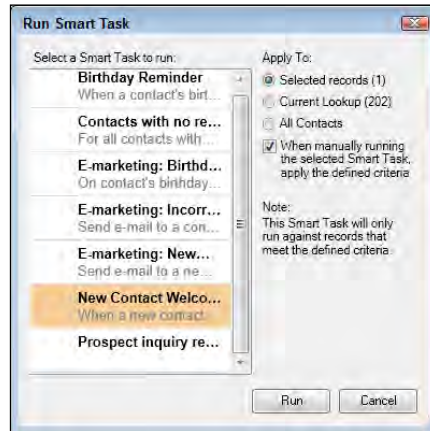 Run Smart Task
Select a Smart Task to run:
Birthday Reminder
When a contact's birt...
Contacts with no re...
For all contacts with...
E-marketing: Birthd...
On contact's birthday...
E-marketing: Incorr...
Send e-mail to a con...
E-marketing: New...
Send e-mail to a ne...
New Contact Welco...
When a new contact...
Prospect inquiry re...
Apply To:
Selected records (1)
Current Lookup (202)
All Contacts
When manually running
the selected Smart Task,
apply the defined criteria
Note:
This Smart Task will only
run against records that
meet the defined criteria
Run
Cancel